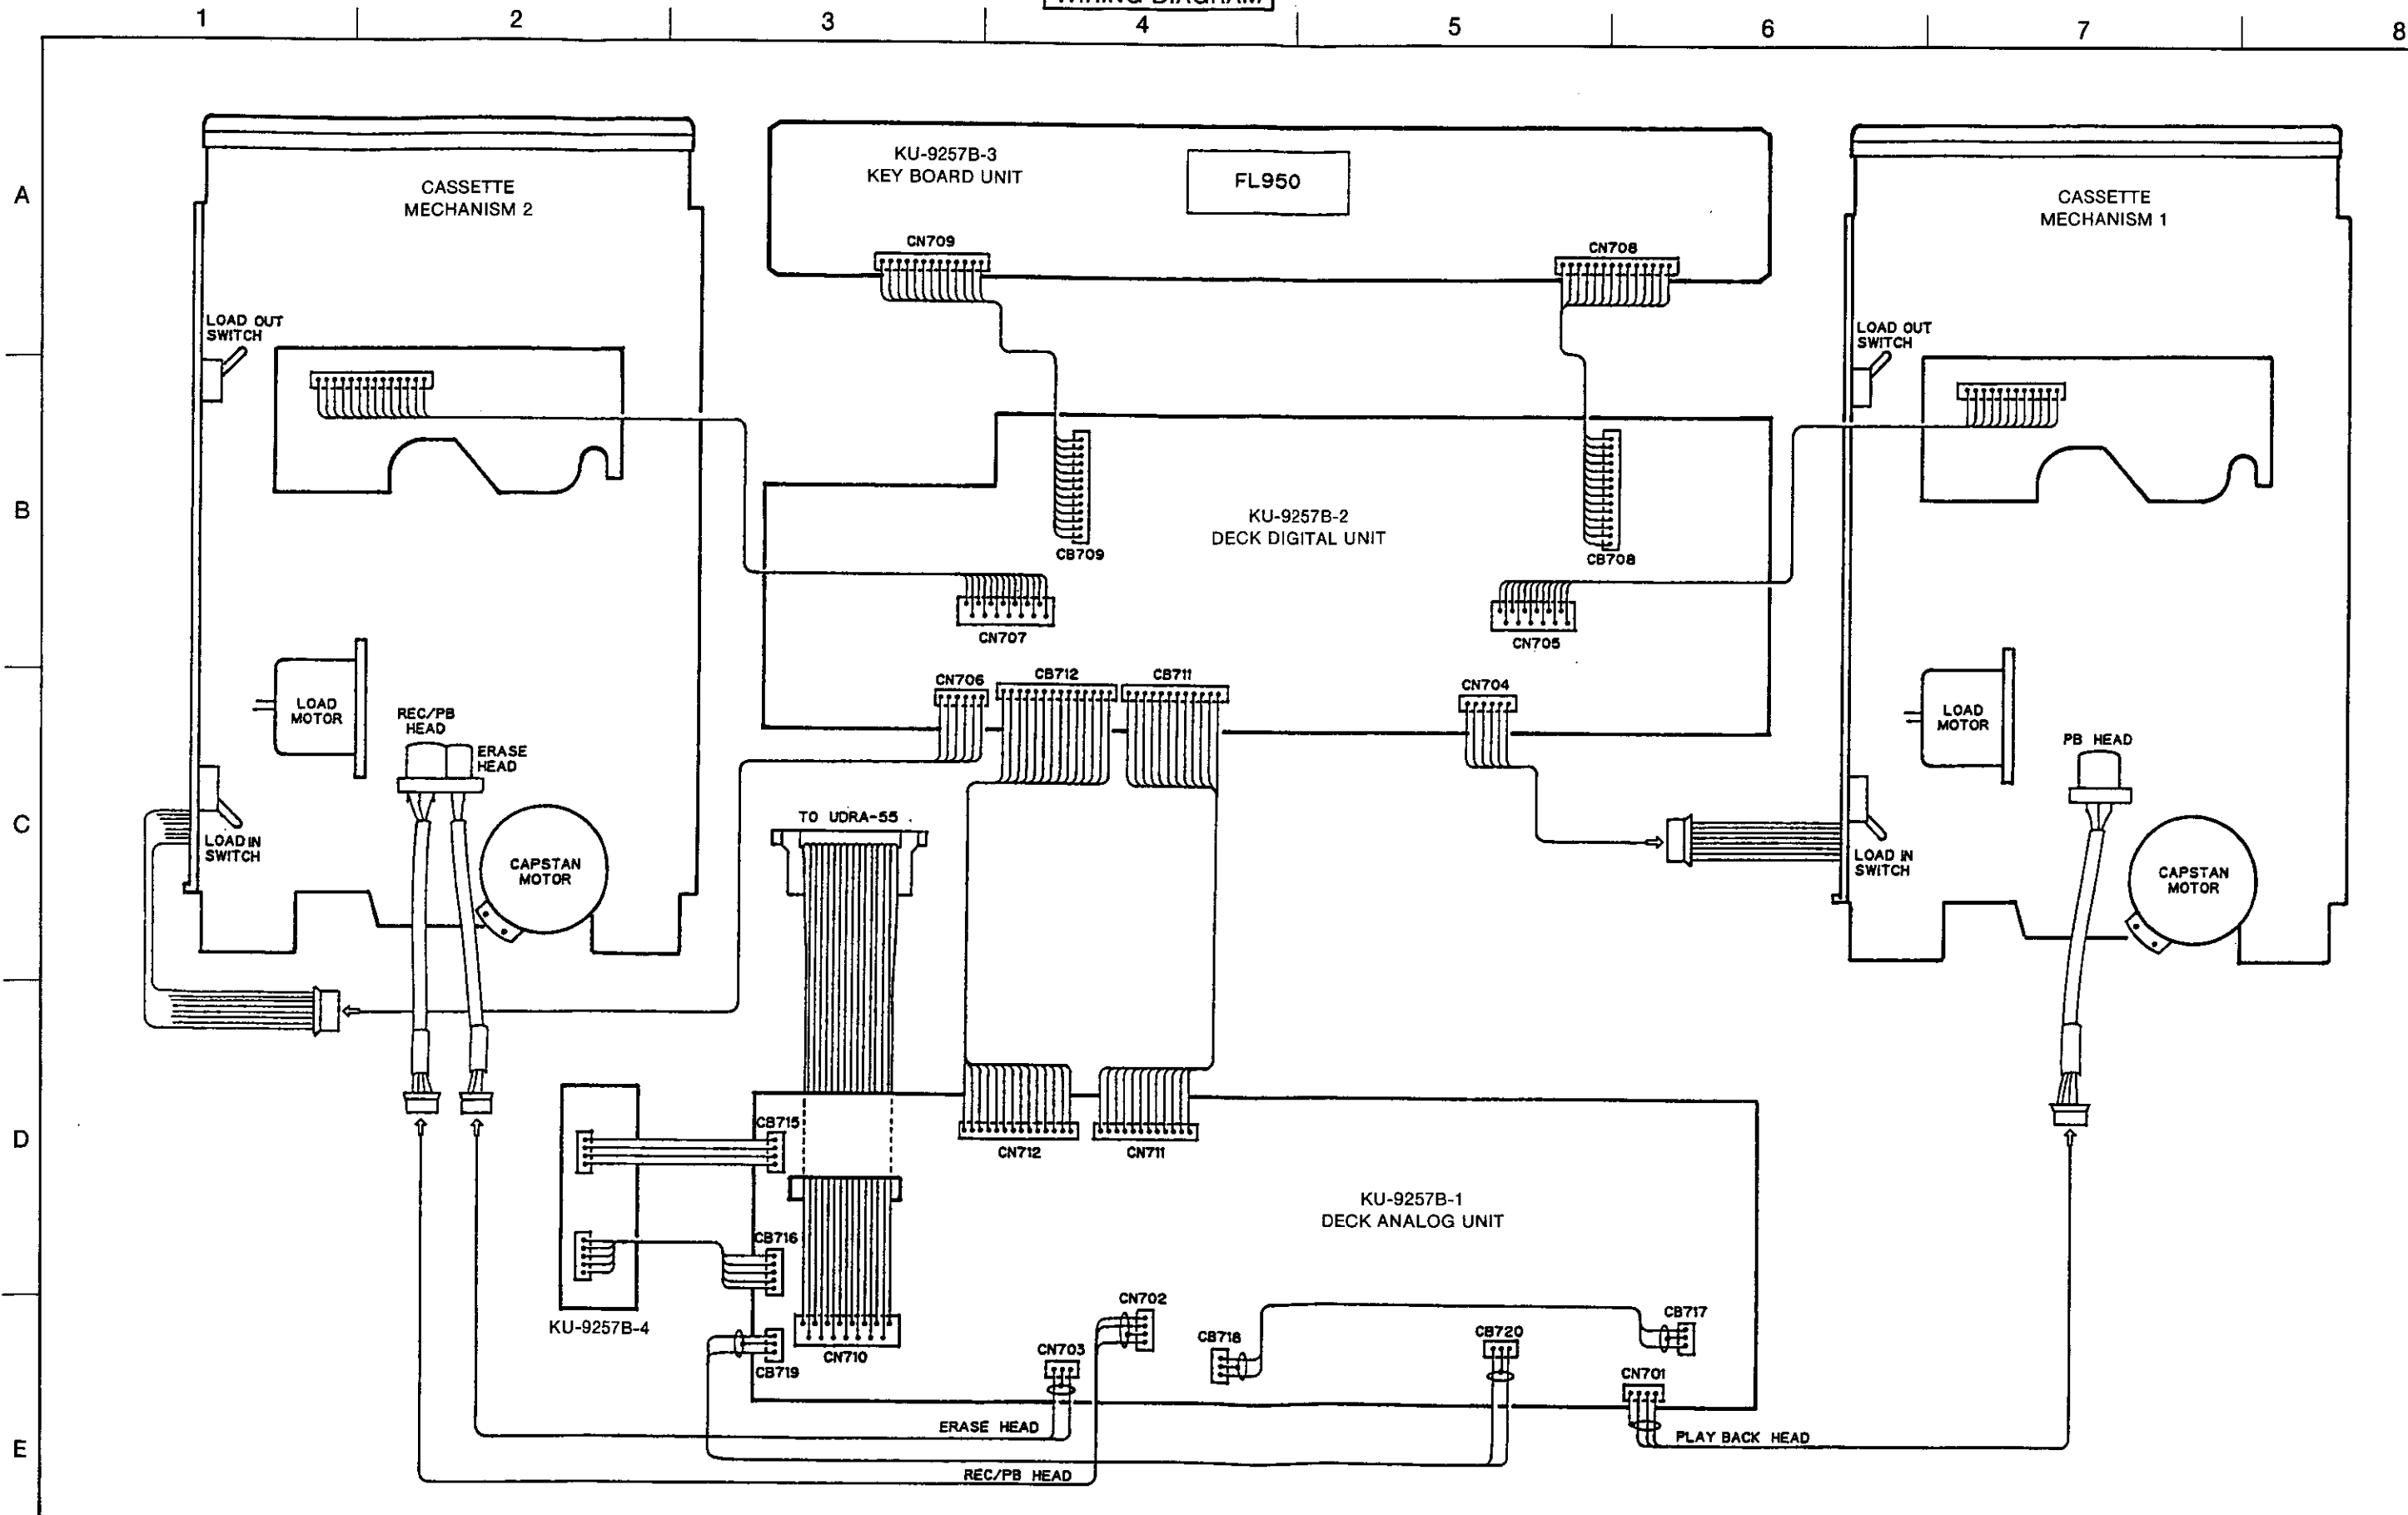 WIRING DIAGRAM
1 2 3 4 5 6 7 8
A
B
C
D
E
CASSETTE
MECHANISM 2
LOAD OUT
SWITCH
LOAD
MOTOR
REC/PB
HEAD
ERASE
HEAD
LOAD IN
SWITCH
CAPSTAN
MOTOR
KU-9257B-3
KEY BOARD UNIT
FL950
CN709
CN708
CB709
CB708
KU-9257B-2
DECK DIGITAL UNIT
CN707
CN705
CN706
CB712
CB711
CN704
TO UDRA-55
CASSETTE
MECHANISM 1
LOAD OUT
SWITCH
LOAD
MOTOR
PB HEAD
LOAD IN
SWITCH
CAPSTAN
MOTOR
CB715
CN712
CN711
KU-9257B-1
DECK ANALOG UNIT
CB716
KU-9257B-4
CB719
CN710
CN703
CN702
CB718
CB720
CB717
CN701
ERASE HEAD
REC/PB HEAD
PLAY BACK HEAD